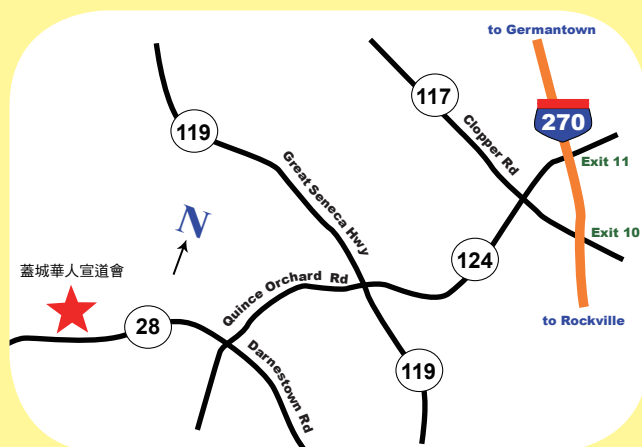 to Germantown
117
270
119
Clopper Rd
Exit 11
Great Seneca Hwy
N
Exit 10
124
蓋城華人宣道會
Quince Orchard Rd
28
to Rockville
Darnestown Rd
119